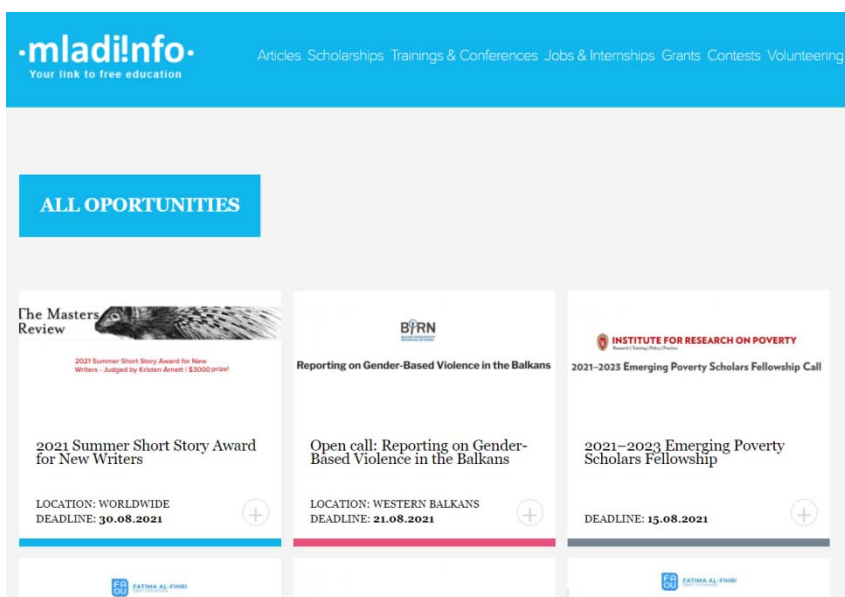 ·mladi!nfo·
Your link to free education
Articles Scholarships Trainings & Conferences Jobs & Internships Grants Contests Volunteering
ALL OPORTUNITIES
The Masters
Review
2021 Summer Short Story Award for New
Writers - Judged by Kristen Arnett | $3000 prize!
2021 Summer Short Story Award
for New Writers
LOCATION: WORLDWIDE
DEADLINE: 30.08.2021
BIRN
Reporting on Gender-Based Violence in the Balkans
Open call: Reporting on Gender-
Based Violence in the Balkans
LOCATION: WESTERN BALKANS
DEADLINE: 21.08.2021
INSTITUTE FOR RESEARCH ON POVERTY
Research | Training | Policy | Practice
2021–2023 Emerging Poverty Scholars Fellowship Call
2021–2023 Emerging Poverty
Scholars Fellowship
DEADLINE: 15.08.2021
FATIMA AL-FIHRI
FATIMA AL-FIHRI